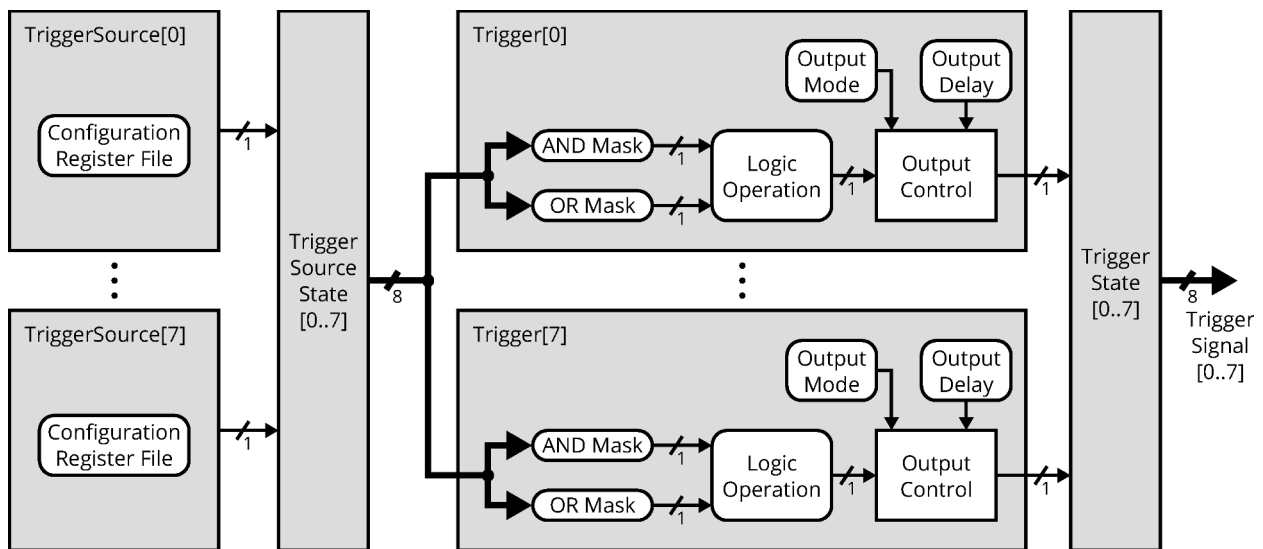 TriggerSource[0]
Configuration
Register File
1
TriggerSource[7]
Configuration
Register File
1
Trigger
Source
State
[0..7]
8
Trigger[0]
Output
Mode
Output
Delay
AND Mask
1
OR Mask
1
Logic
Operation
1
Output
Control
1
Trigger[7]
Output
Mode
Output
Delay
AND Mask
1
OR Mask
1
Logic
Operation
1
Output
Control
1
Trigger
State
[0..7]
8
Trigger
Signal
[0..7]